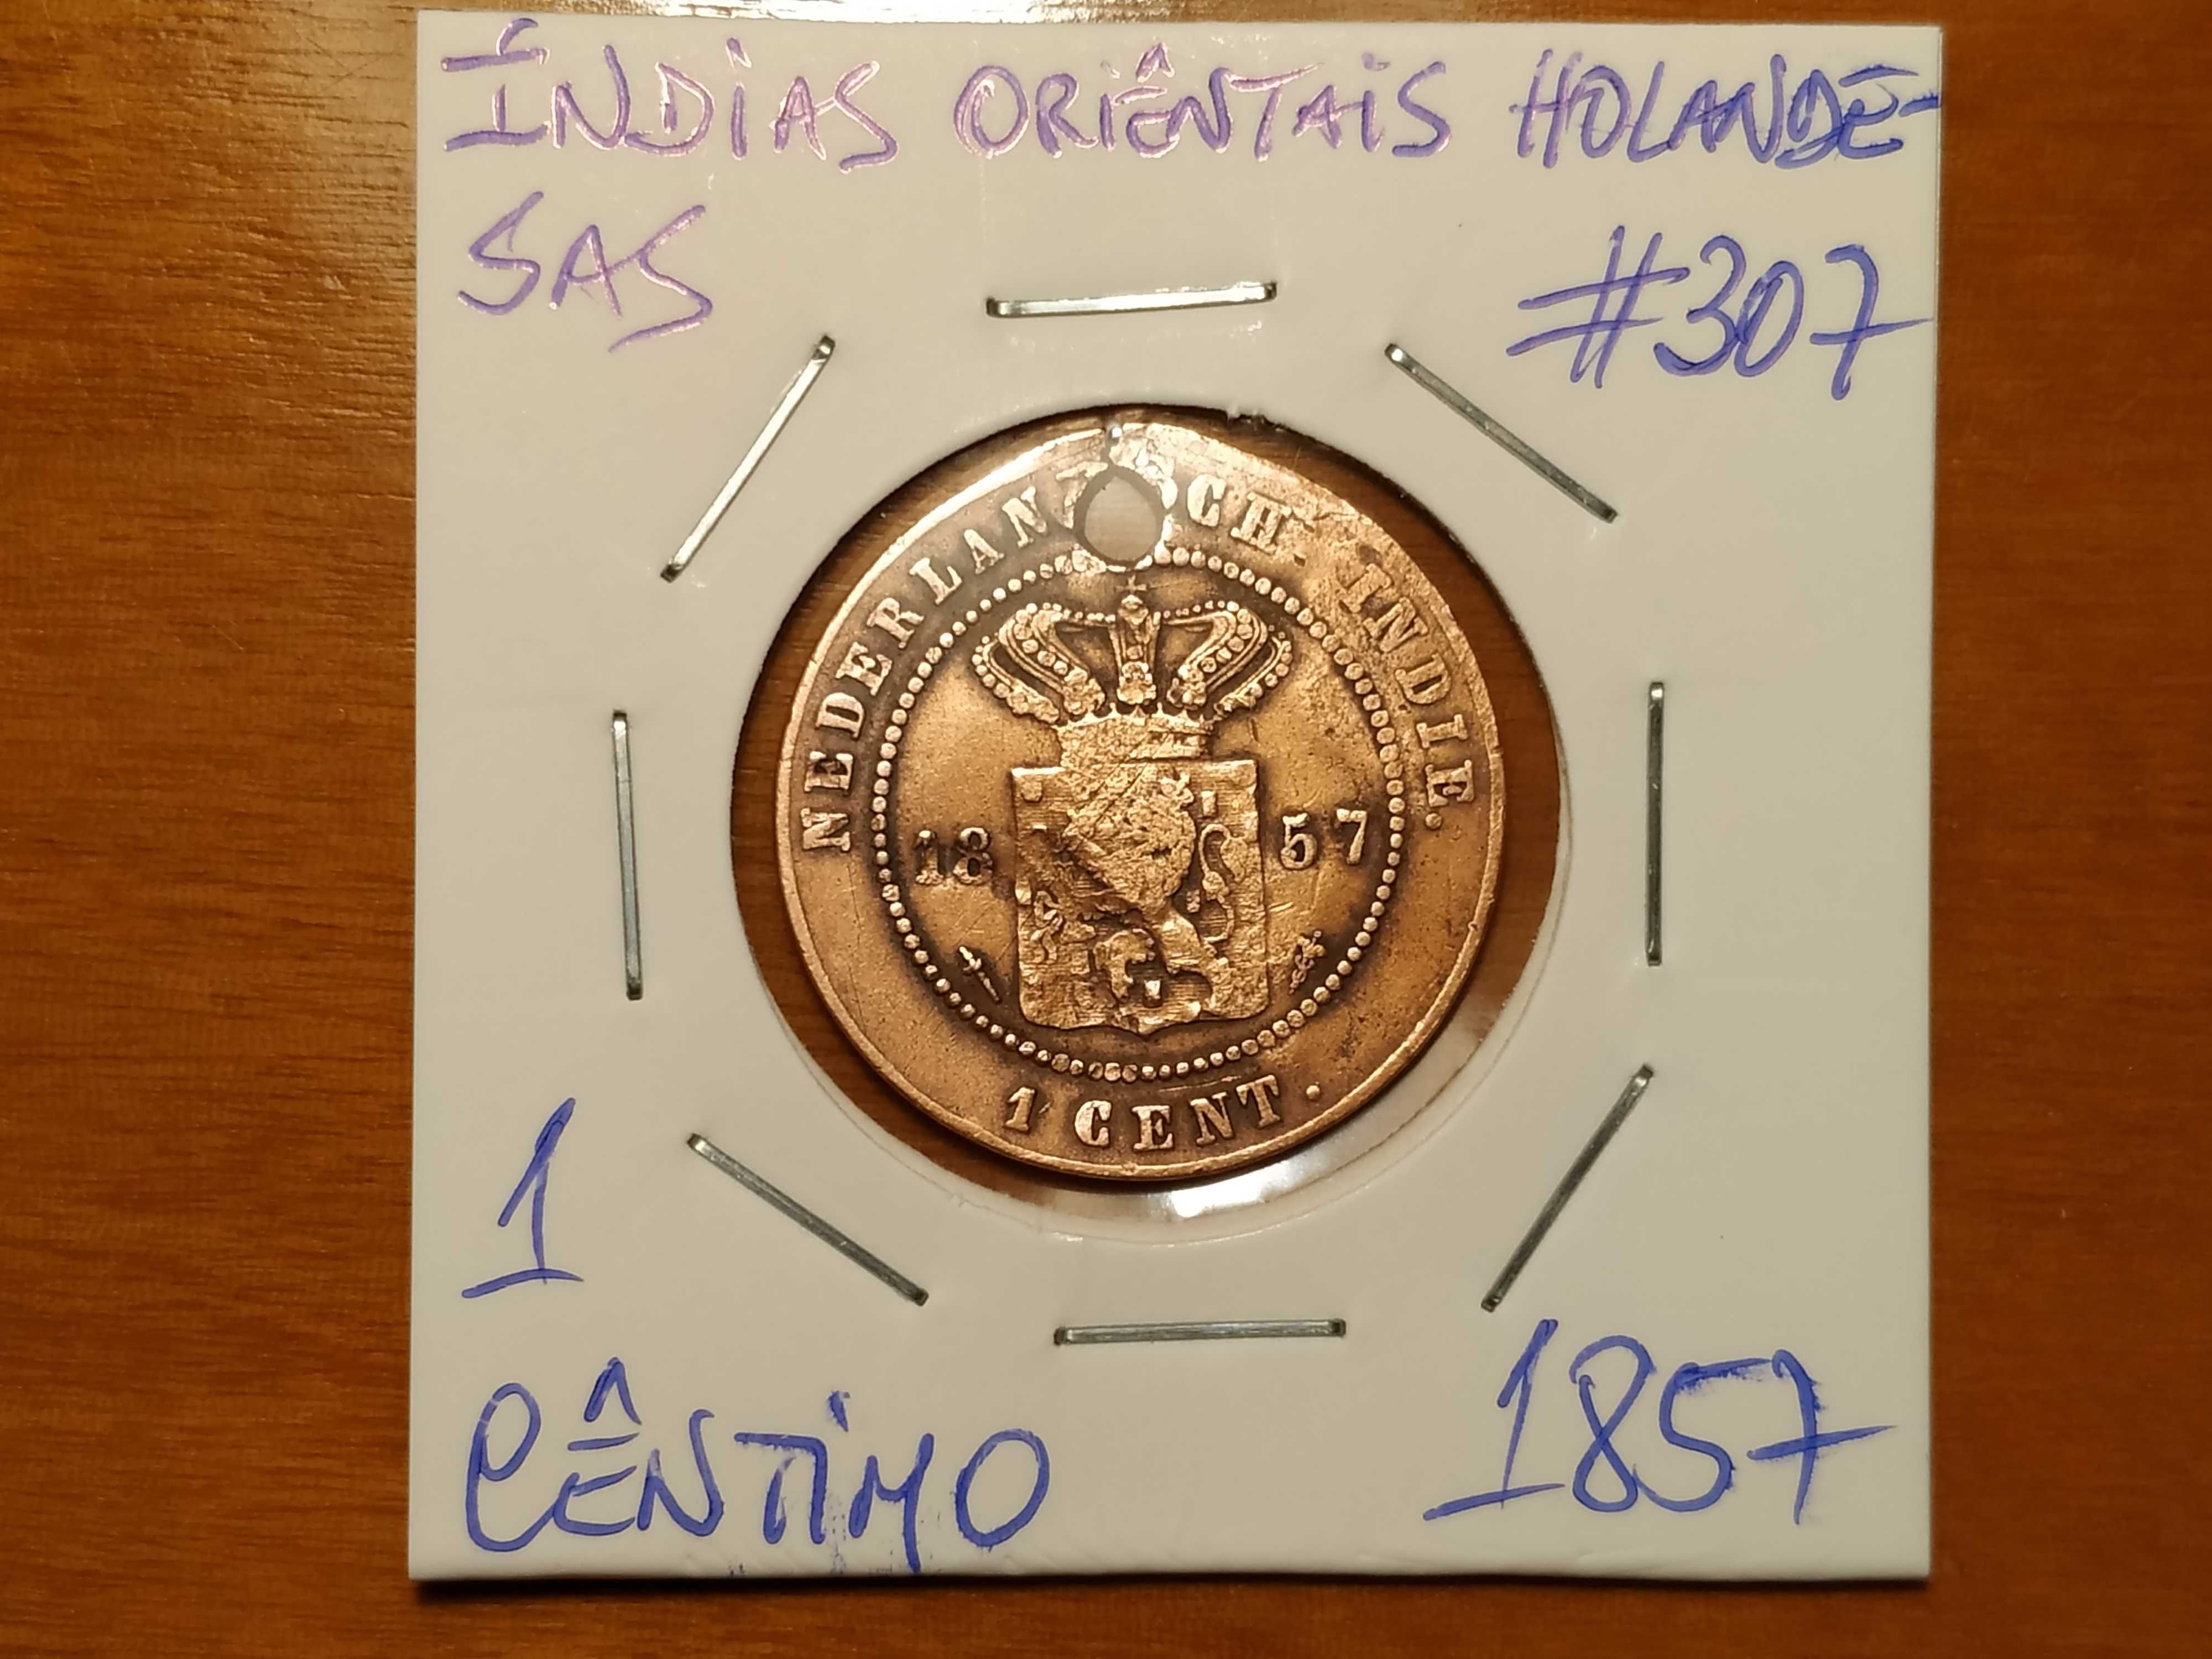 ÍNDIAS ORIÊNTAIS HOLANDE-
SAS
#307
NEDERLAN CH. INDIE.
18 57
1 CENT.
1
CÊNTIMO
1857